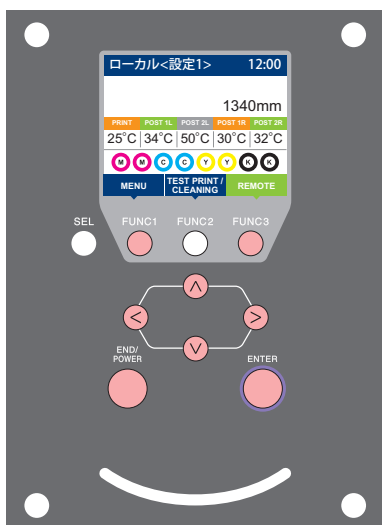 ローカル<設定1> 12:00
1340mm
PRINT POST 1L POST 2L POST 1R POST 2R
25°C 34°C 50°C 30°C 32°C
M M C C Y Y K K
MENU TEST PRINT / CLEANING REMOTE
SEL FUNC1 FUNC2 FUNC3
END/
POWER
ENTER